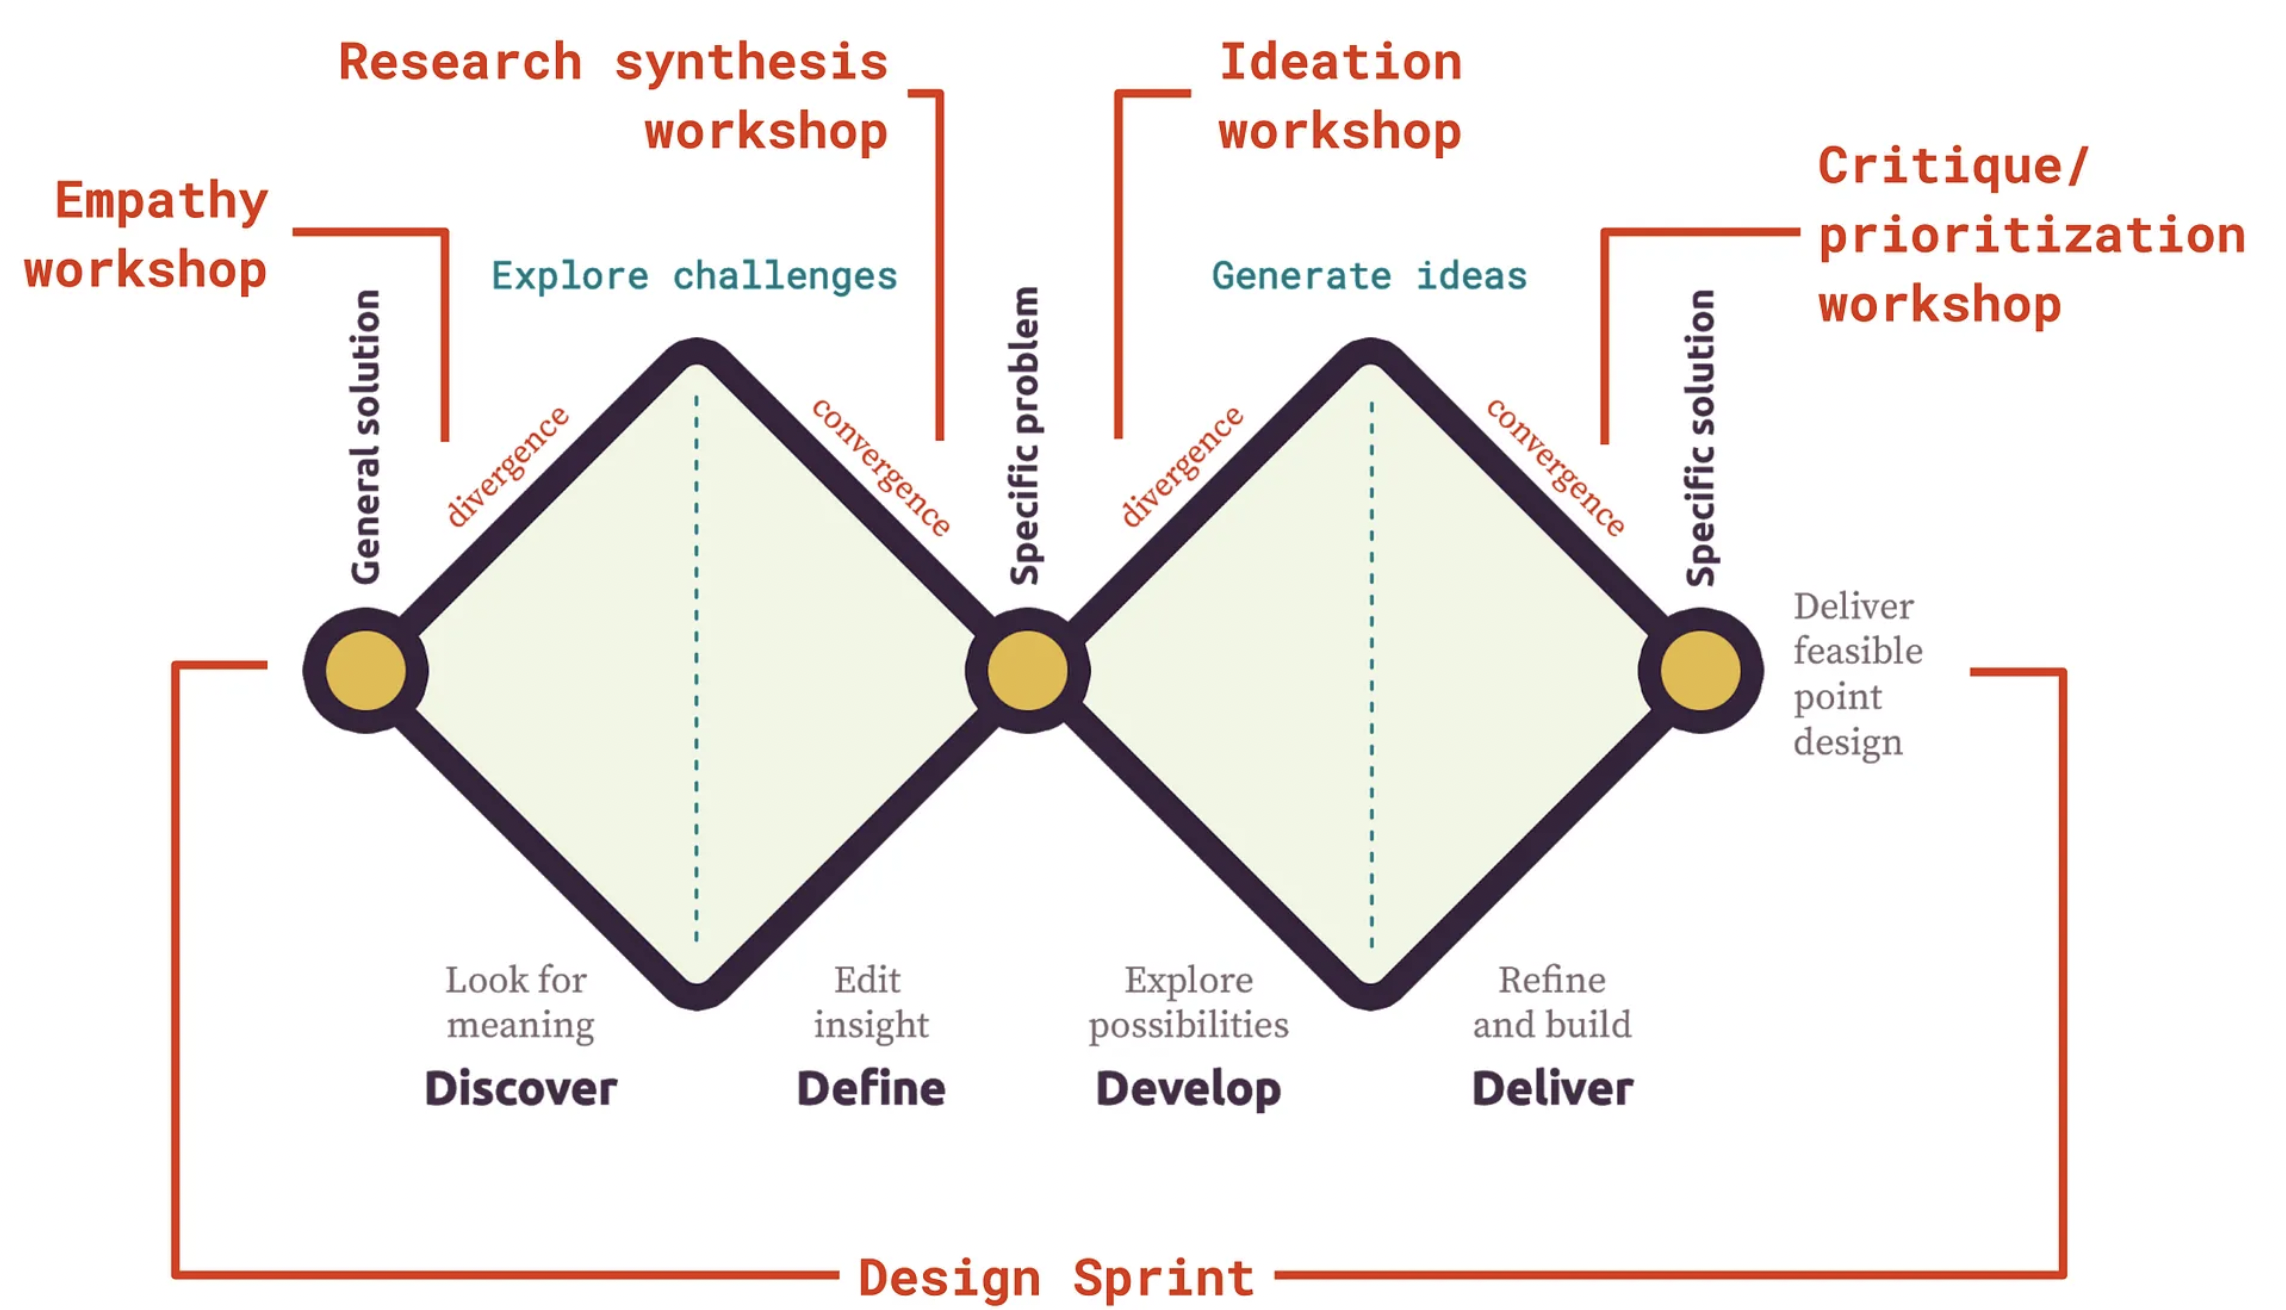 Research synthesis
workshop
Ideation
workshop
Empathy
workshop
Critique/
prioritization
workshop
Explore challenges
Generate ideas
General solution
divergence
convergence
Specific problem
divergence
convergence
Specific solution
Deliver
feasible
point
design
Look for
meaning
Discover
Edit
insight
Define
Explore
possibilities
Develop
Refine
and build
Deliver
Design Sprint